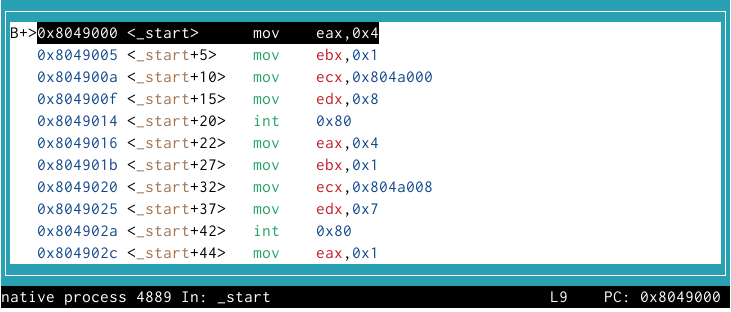 B+>0x8049000 <_start> mov eax,0x4
0x8049005 <_start+5> mov ebx,0x1
0x804900a <_start+10> mov ecx,0x804a000
0x804900f <_start+15> mov edx,0x8
0x8049014 <_start+20> int 0x80
0x8049016 <_start+22> mov eax,0x4
0x804901b <_start+27> mov ebx,0x1
0x8049020 <_start+32> mov ecx,0x804a008
0x8049025 <_start+37> mov edx,0x7
0x804902a <_start+42> int 0x80
0x804902c <_start+44> mov eax,0x1
native process 4889 In: _start L9 PC: 0x8049000